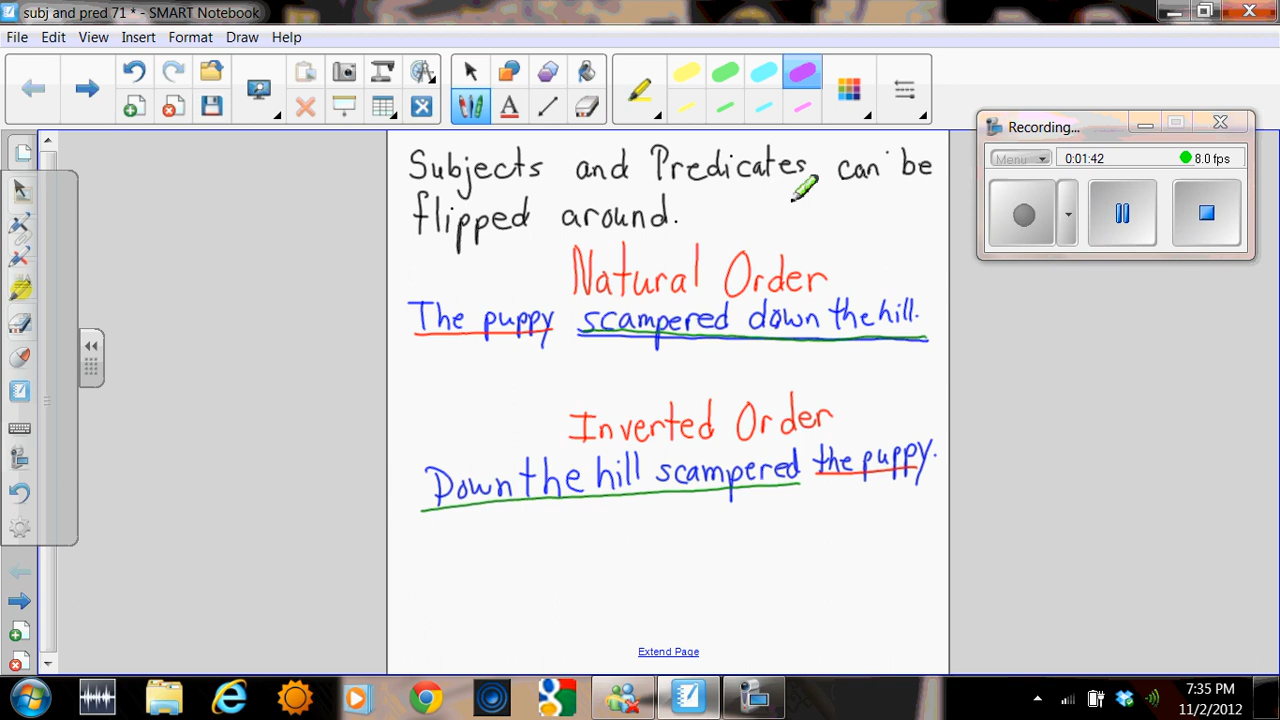 subj and pred 71 * - SMART Notebook
File Edit View Insert Format Draw Help
Recording...
Menu 0:01:42 8.0 fps
Subjects and Predicates can be
flipped around.
Natural Order
The puppy scampered down the hill.
Inverted Order
Down the hill scampered the puppy.
Extend Page
7:35 PM
11/2/2012